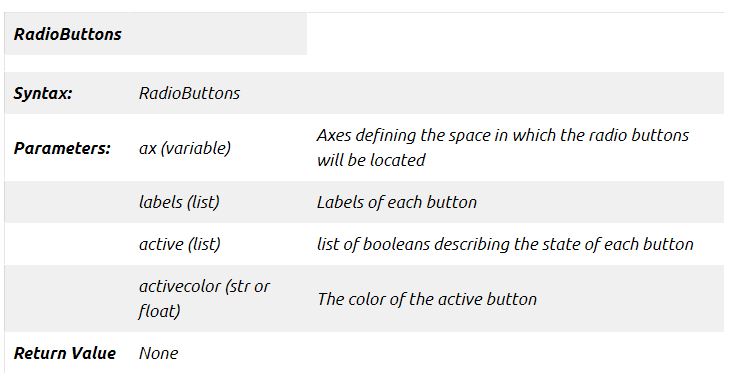 RadioButtons
Syntax: RadioButtons
Parameters: ax (variable) Axes defining the space in which the radio buttons
will be located
labels (list) Labels of each button
active (list) list of booleans describing the state of each button
activecolor (str or
float) The color of the active button
Return Value None